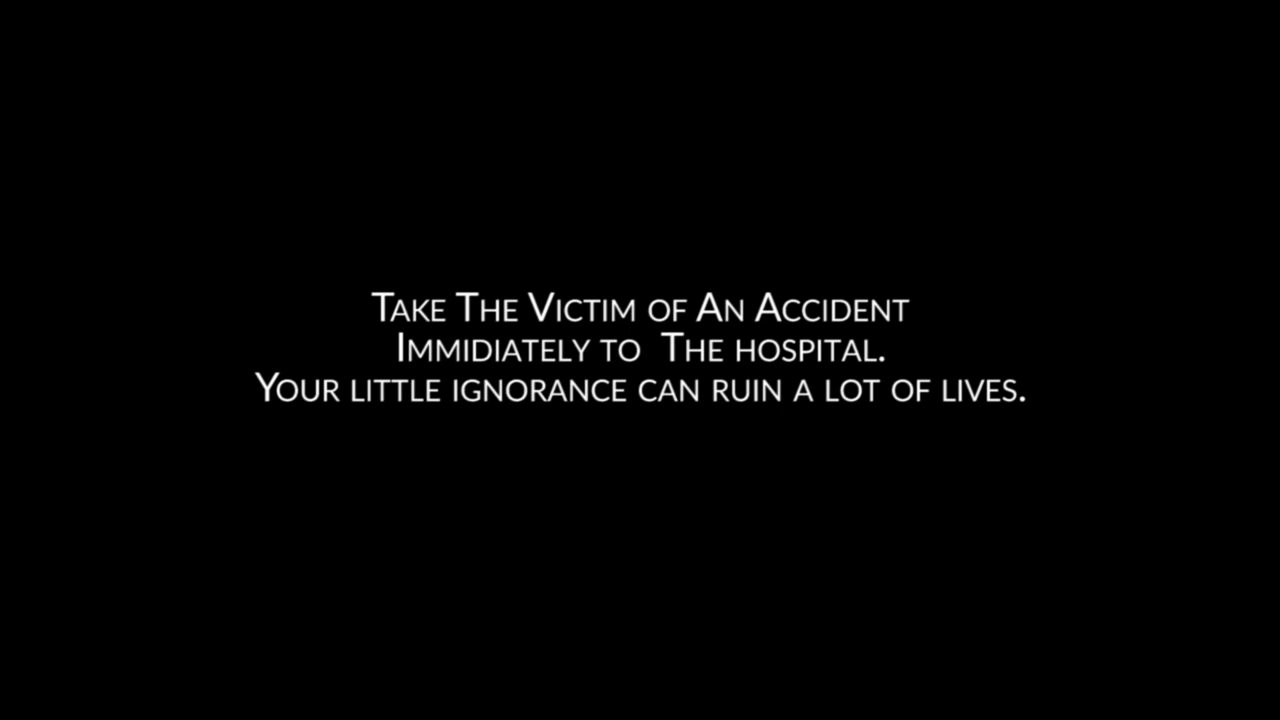 Take The Victim of An Accident
Immidiately to The hospital.
Your little ignorance can ruin a lot of lives.